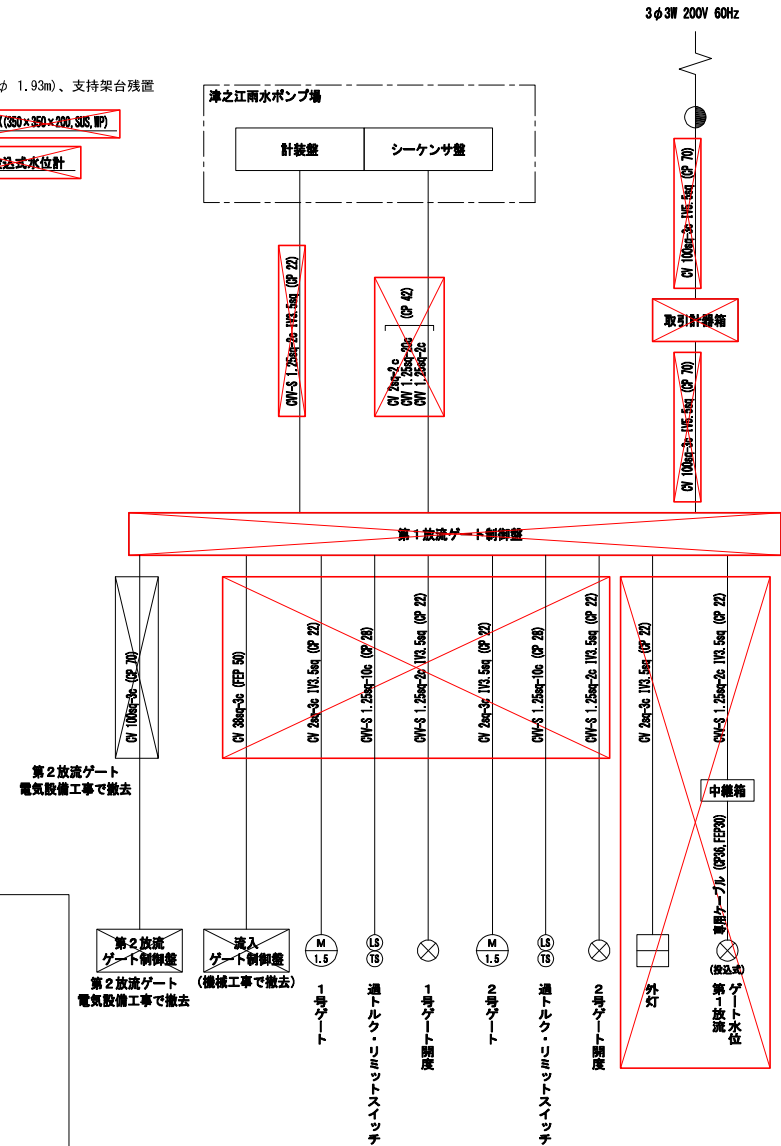 3φ3W 200V 60Hz
φ 1.93m)、支持架台残置
(350×350×200,SUS,WP)
込式水位計
津之江雨水ポンプ場
計装盤
シーケンサ盤
CVV-S 1.25sq-2c IV3.5sq (CP 22)
CV 2sq-2c
CVV 1.25sq-20c
CVV 1.25sq-2c
(CP 42)
CV 100sq-3c IV5.5sq (CP 70)
取引計器箱
CV 100sq-3c IV5.5sq (CP 70)
第1放流ゲート制御盤
CV 100sq-3c (CP 70)
CV 38sq-3c (FEP 50)
CV 2sq-3c IV3.5sq (CP 22)
CVV-S 1.25sq-10c (CP 28)
CVV-S 1.25sq-2c IV3.5sq (CP 22)
CV 2sq-3c IV3.5sq (CP 22)
CVV-S 1.25sq-10c (CP 28)
CVV-S 1.25sq-2c IV3.5sq (CP 22)
CV 2sq-3c IV3.5sq (CP 22)
CVV-S 1.25sq-2c IV3.5sq (CP 22)
第2放流ゲート
電気設備工事で撤去
中継箱
専用ケーブル (CP36,FEP30)
第2放流
ゲート制御盤
第2放流ゲート
電気設備工事で撤去
流入
ゲート制御盤
(機械工事で撤去)
M
1.5
1号ゲート
LS
TS
過トルク・リミットスイッチ
1号ゲート開度
M
1.5
2号ゲート
LS
TS
過トルク・リミットスイッチ
2号ゲート開度
外灯
(投込式)
第1放流
ゲート水位